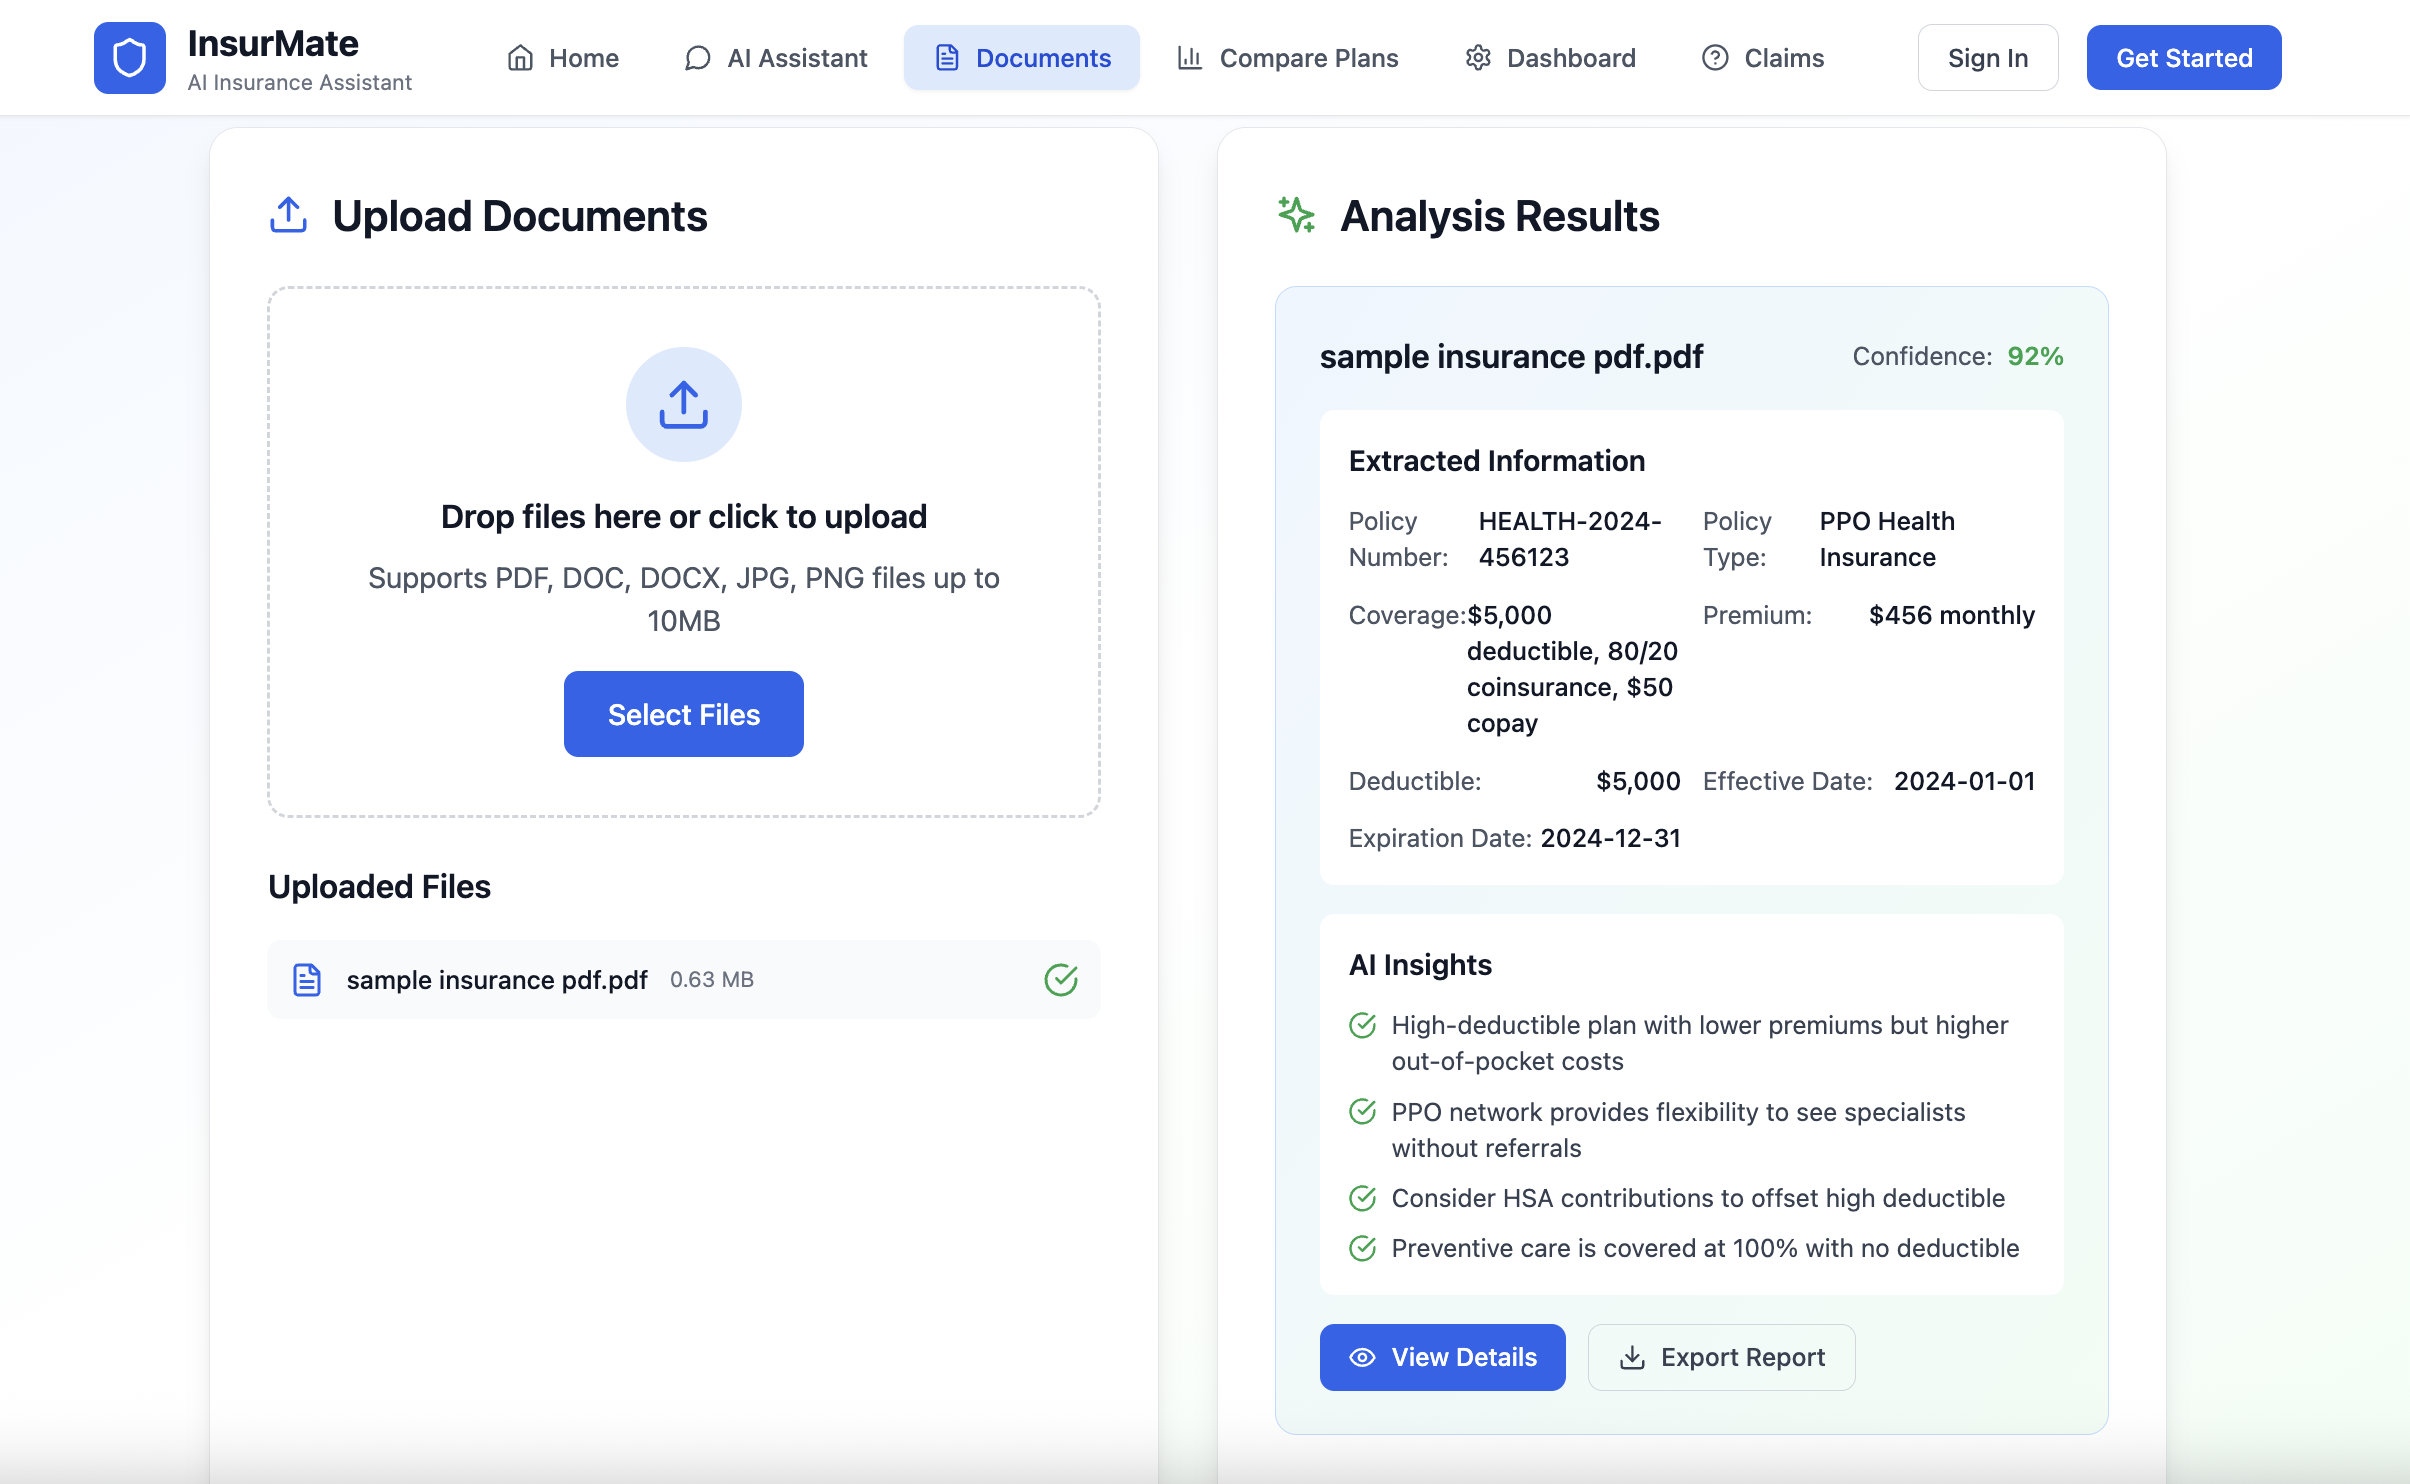 InsurMate
AI Insurance Assistant
Home
AI Assistant
Documents
Compare Plans
Dashboard
Claims
Sign In
Get Started
Upload Documents
Drop files here or click to upload
Supports PDF, DOC, DOCX, JPG, PNG files up to
10MB
Select Files
Uploaded Files
sample insurance pdf.pdf 0.63 MB
Analysis Results
sample insurance pdf.pdf
Confidence: 92%
Extracted Information
Policy
Number:
HEALTH-2024-
456123
Policy
Type:
PPO Health
Insurance
Coverage:
$5,000
deductible, 80/20
coinsurance, $50
copay
Premium: $456 monthly
Deductible: $5,000
Effective Date: 2024-01-01
Expiration Date: 2024-12-31
AI Insights
High-deductible plan with lower premiums but higher
out-of-pocket costs
PPO network provides flexibility to see specialists
without referrals
Consider HSA contributions to offset high deductible
Preventive care is covered at 100% with no deductible
View Details
Export Report